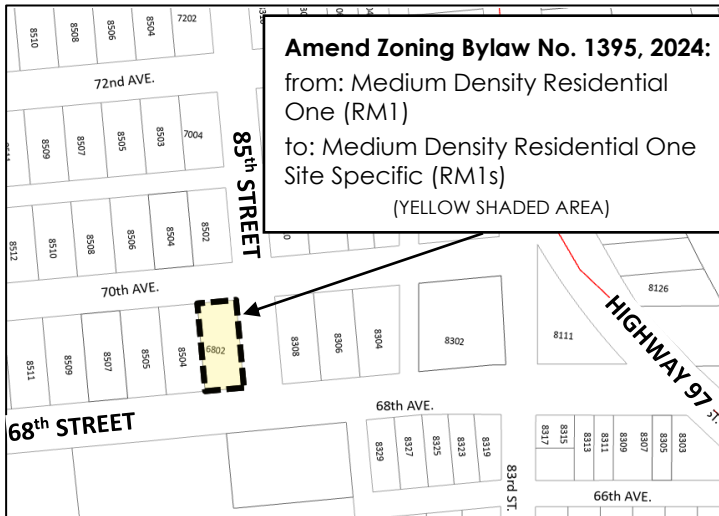 8510
8508
8506
8504
7202
72nd AVE.
Amend Zoning Bylaw No. 1395, 2024:
from: Medium Density Residential
One (RM1)
to: Medium Density Residential One
Site Specific (RM1s)
(YELLOW SHADED AREA)
8509
8507
8505
8503
7004
85th STREET
8512
8510
8508
8506
8504
8502
70th AVE.
8126
8511
8509
8507
8505
8504
6802
8308
8306
8304
8302
8111
HIGHWAY 97
ST.
68th STREET
68th AVE.
8329
8327
8325
8323
8319
83rd ST.
8317
8315
8313
8311
8309
8307
8305
8303
66th AVE.